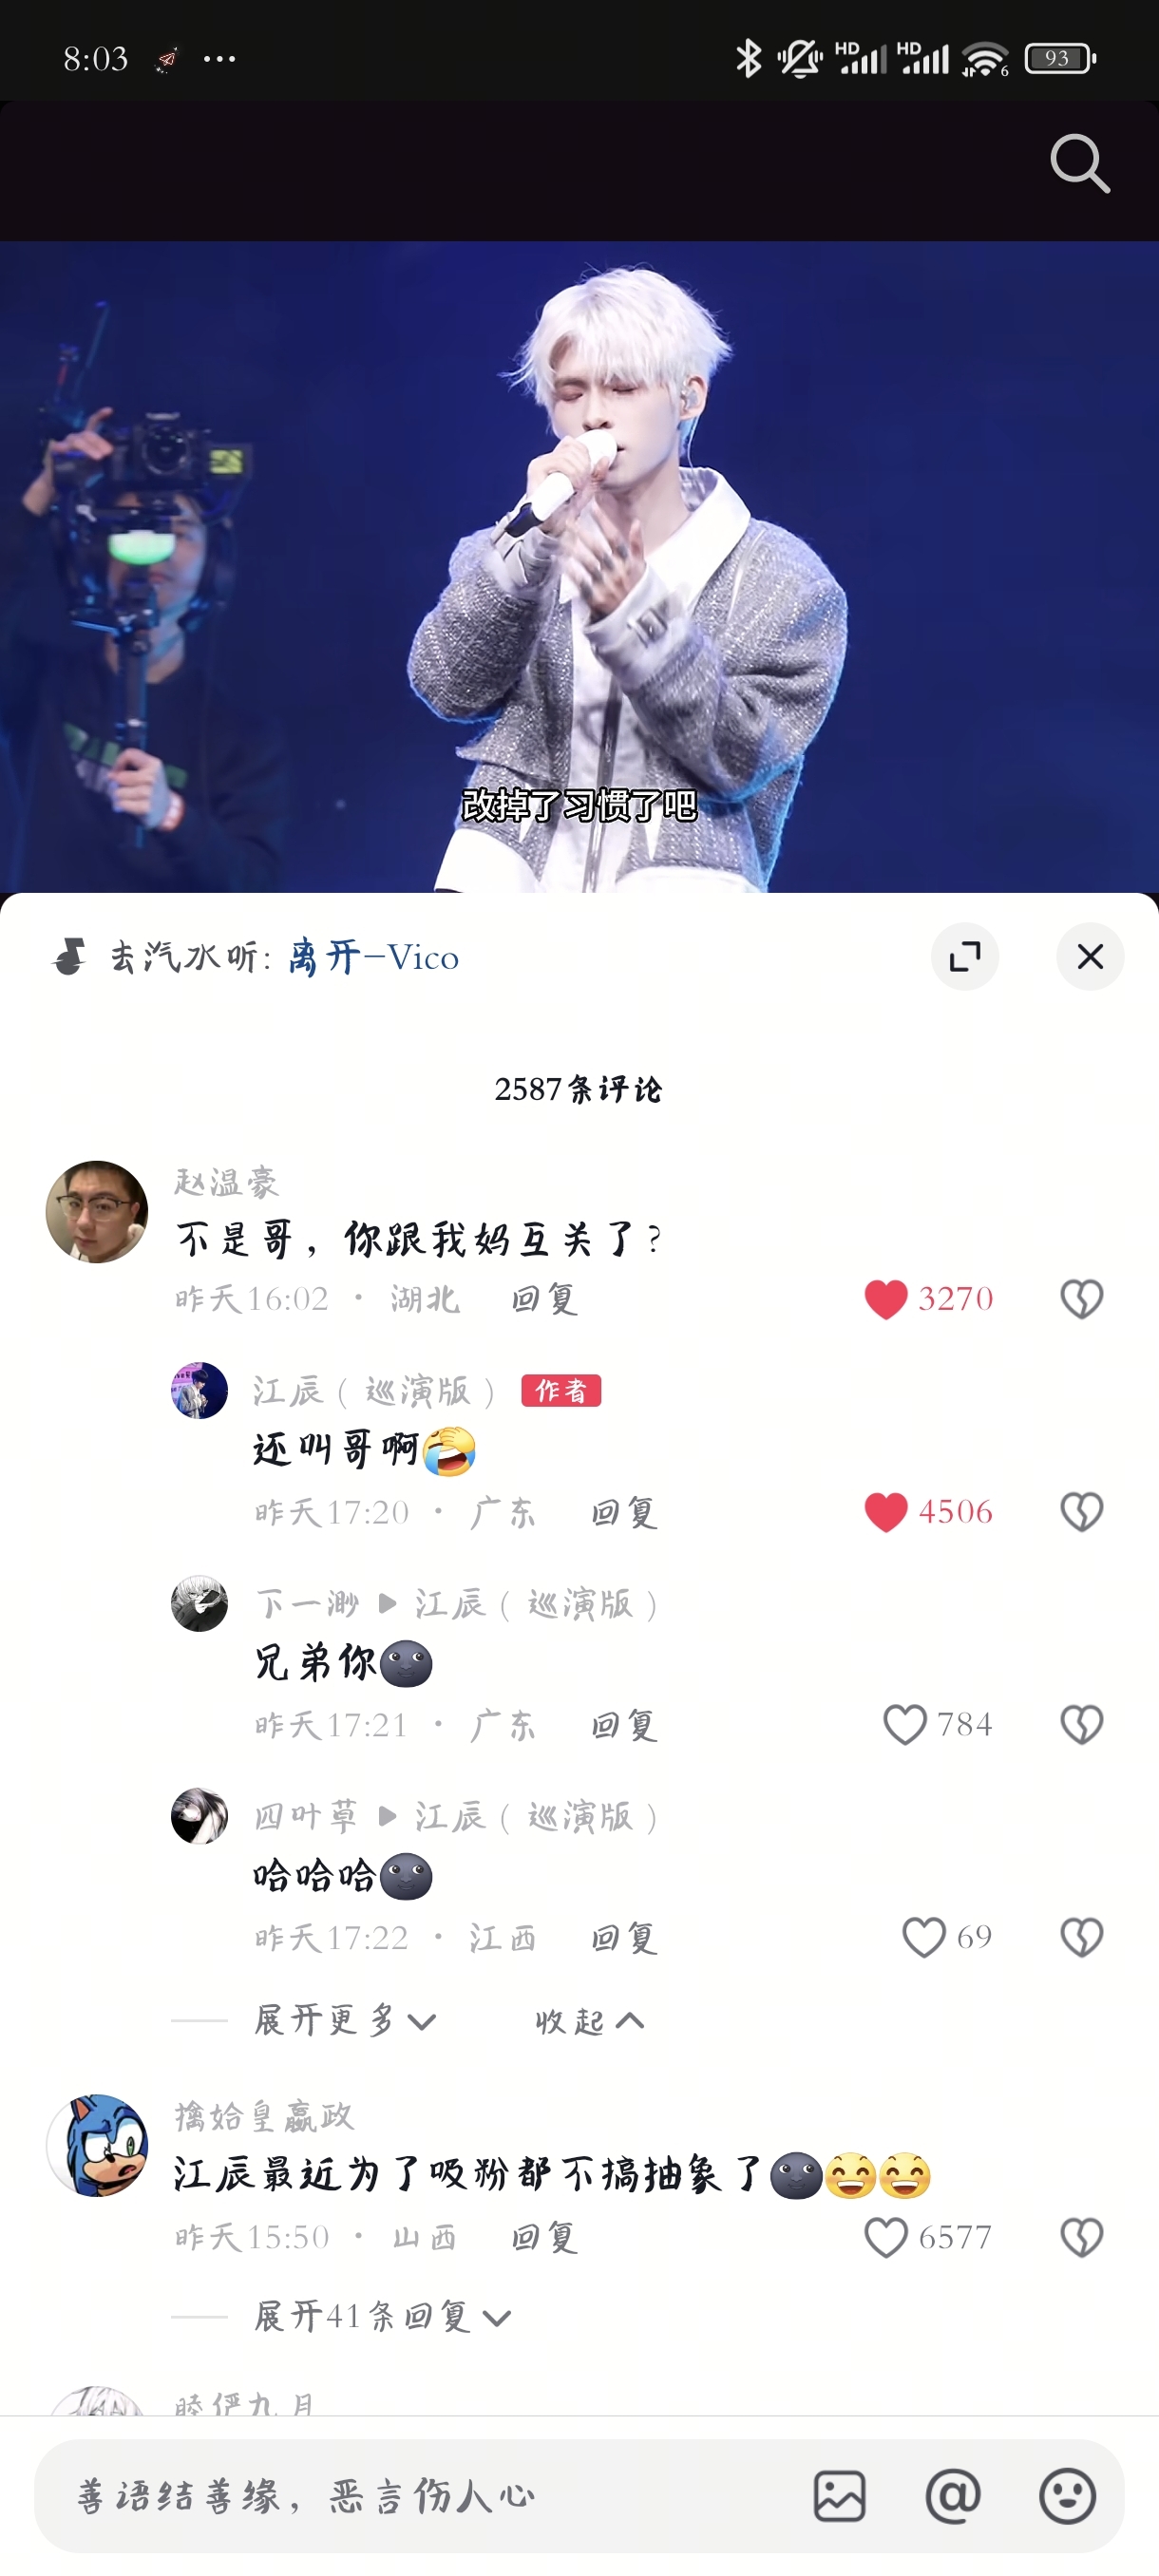 8:03
HD HD 6 93
改掉了习惯了吧
去汽水听: 离开-Vico
2587条评论
赵温豪
不是哥，你跟我妈互关了?
昨天16:02 · 湖北 回复 3270
江辰（巡演版） 作者
还叫哥啊
昨天17:20 · 广东 回复 4506
下一渺 ▶ 江辰（巡演版）
兄弟你
昨天17:21 · 广东 回复 784
四叶草 ▶ 江辰（巡演版）
哈哈哈
昨天17:22 · 江西 回复 69
展开更多 收起
擒始皇嬴政
江辰最近为了吸粉都不搞抽象了
昨天15:50 · 山西 回复 6577
展开41条回复
九月
善语结善缘，恶言伤人心
@